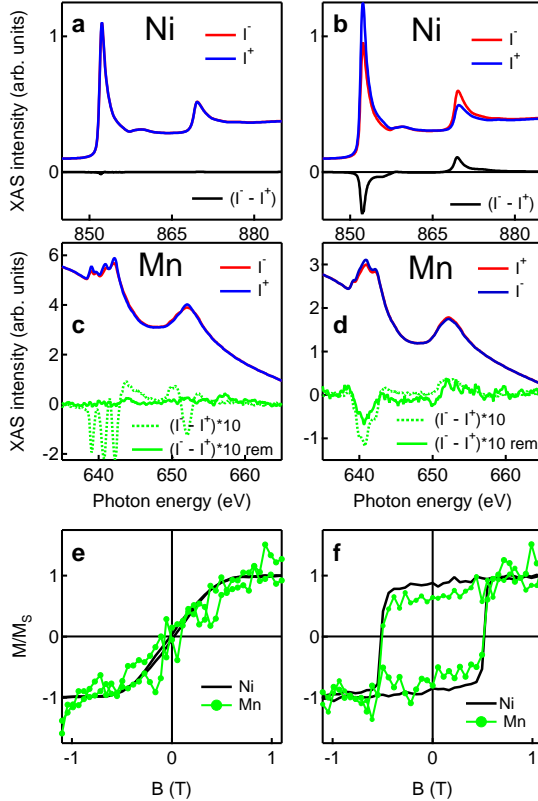 a Ni
I⁻
I⁺
XAS intensity (arb. units)
1
0
(I⁻ - I⁺)
850 865 880
b Ni
I⁻
I⁺
1
0
(I⁻ - I⁺)
850 865 880
Mn
I⁻
I⁺
XAS intensity (arb. units)
6
4
2
0
-2
c
(I⁻ - I⁺)*10
(I⁻ - I⁺)*10 rem
640 650 660
Photon energy (eV)
Mn
I⁺
I⁻
3
2
1
0
-1
d
(I⁻ - I⁺)*10
(I⁻ - I⁺)*10 rem
640 650 660
Photon energy (eV)
e
M/M_S
1
0
-1
Ni
Mn
-1 0 1
B (T)
f
1
0
-1
Ni
Mn
-1 0 1
B (T)